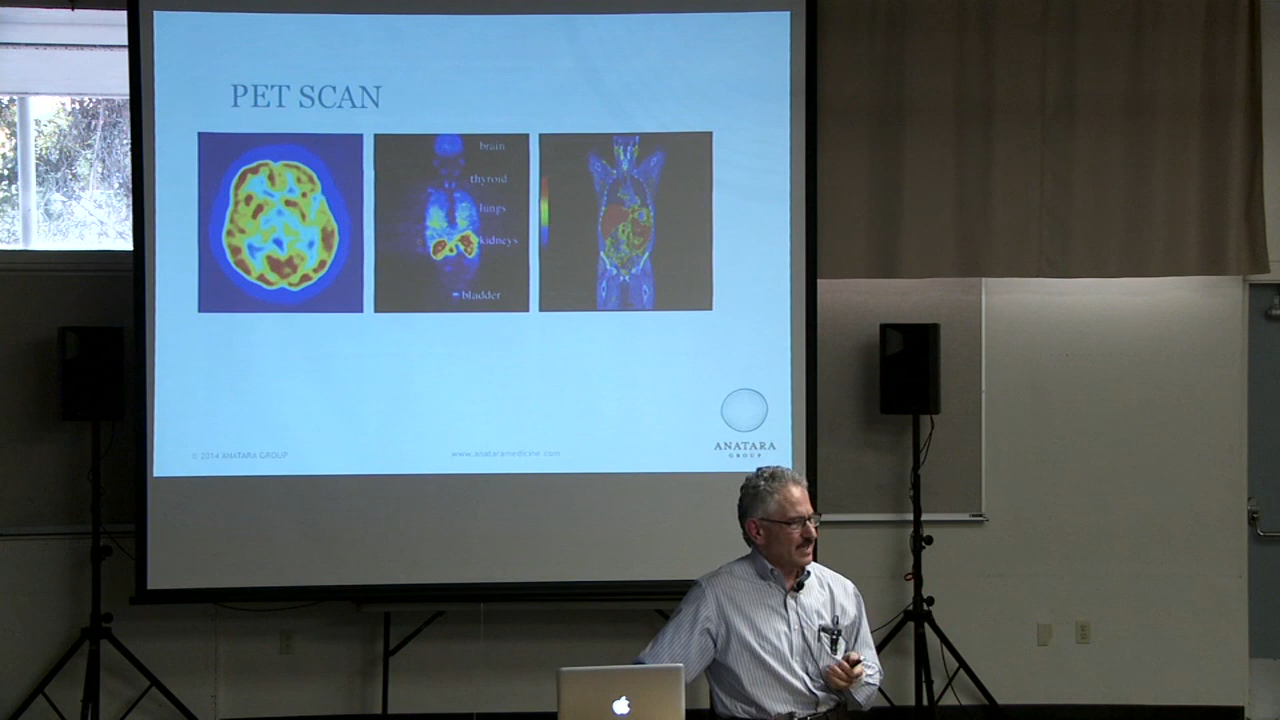 PET SCAN
brain
thyroid
lungs
kidneys
bladder
ANATARA
GROUP
© 2014 ANATARA GROUP
www.anataramedicine.com